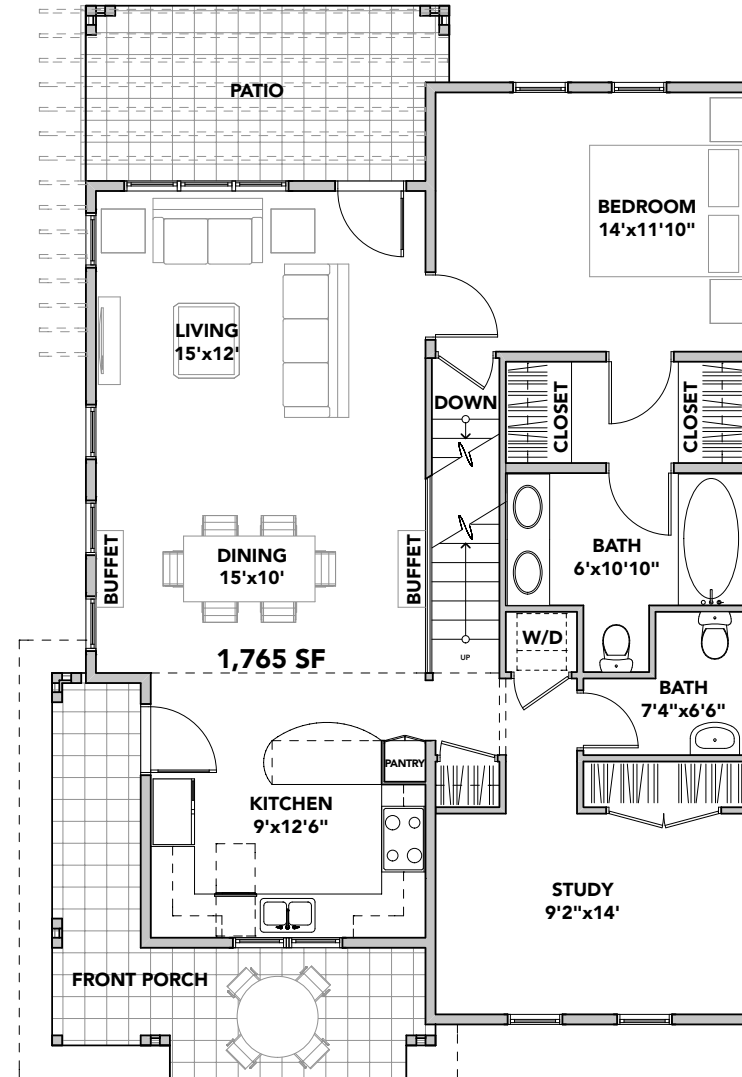 PATIO
BEDROOM
14'x11'10"
LIVING
15'x12'
DOWN
CLOSET
CLOSET
BUFFET
DINING
15'x10'
BUFFET
BATH
6'x10'10"
W/D
UP
1,765 SF
BATH
7'4"x6'6"
PANTRY
KITCHEN
9'x12'6"
STUDY
9'2"x14'
FRONT PORCH